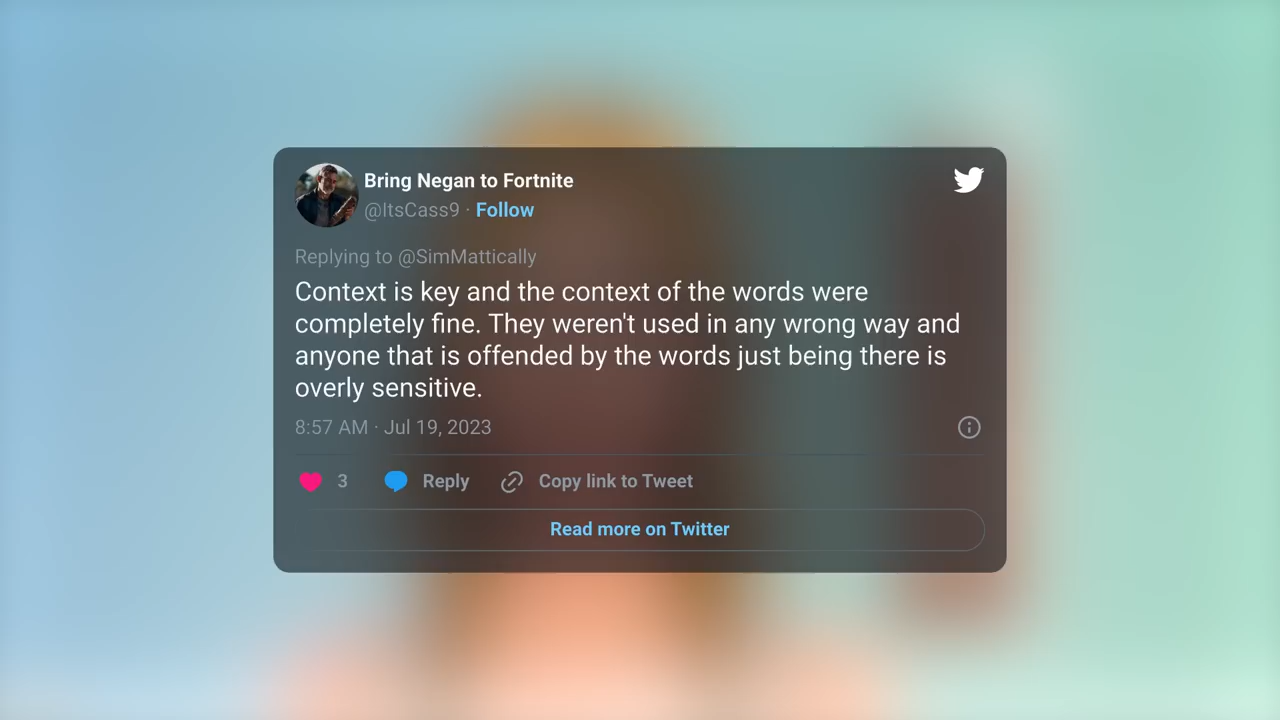 Bring Negan to Fortnite
@ItsCass9 · Follow
Replying to @SimMattically
Context is key and the context of the words were
completely fine. They weren't used in any wrong way and
anyone that is offended by the words just being there is
overly sensitive.
8:57 AM · Jul 19, 2023
3 Reply Copy link to Tweet
Read more on Twitter